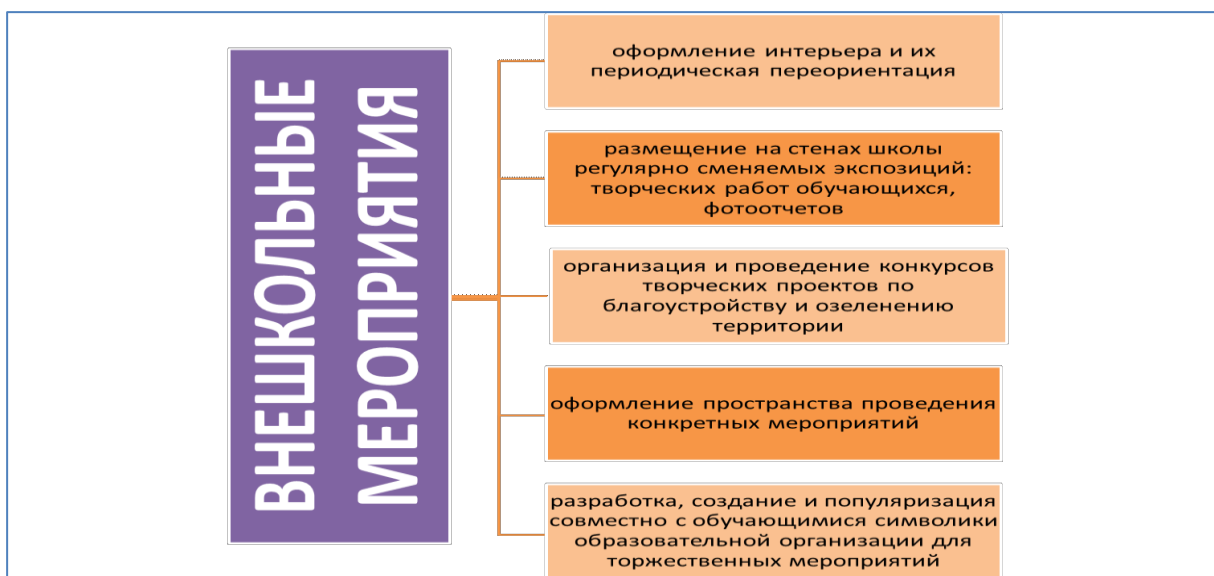 ВНЕШКОЛЬНЫЕ
МЕРОПРИЯТИЯ
оформление интерьера и их
периодическая переориентация
размещение на стенах школы
регулярно сменяемых экспозиций:
творческих работ обучающихся,
фотоотчетов
организация и проведение конкурсов
творческих проектов по
благоустройству и озеленению
территории
оформление пространства проведения
конкретных мероприятий
разработка, создание и популяризация
совместно с обучающимися символики
образовательной организации для
торжественных мероприятий